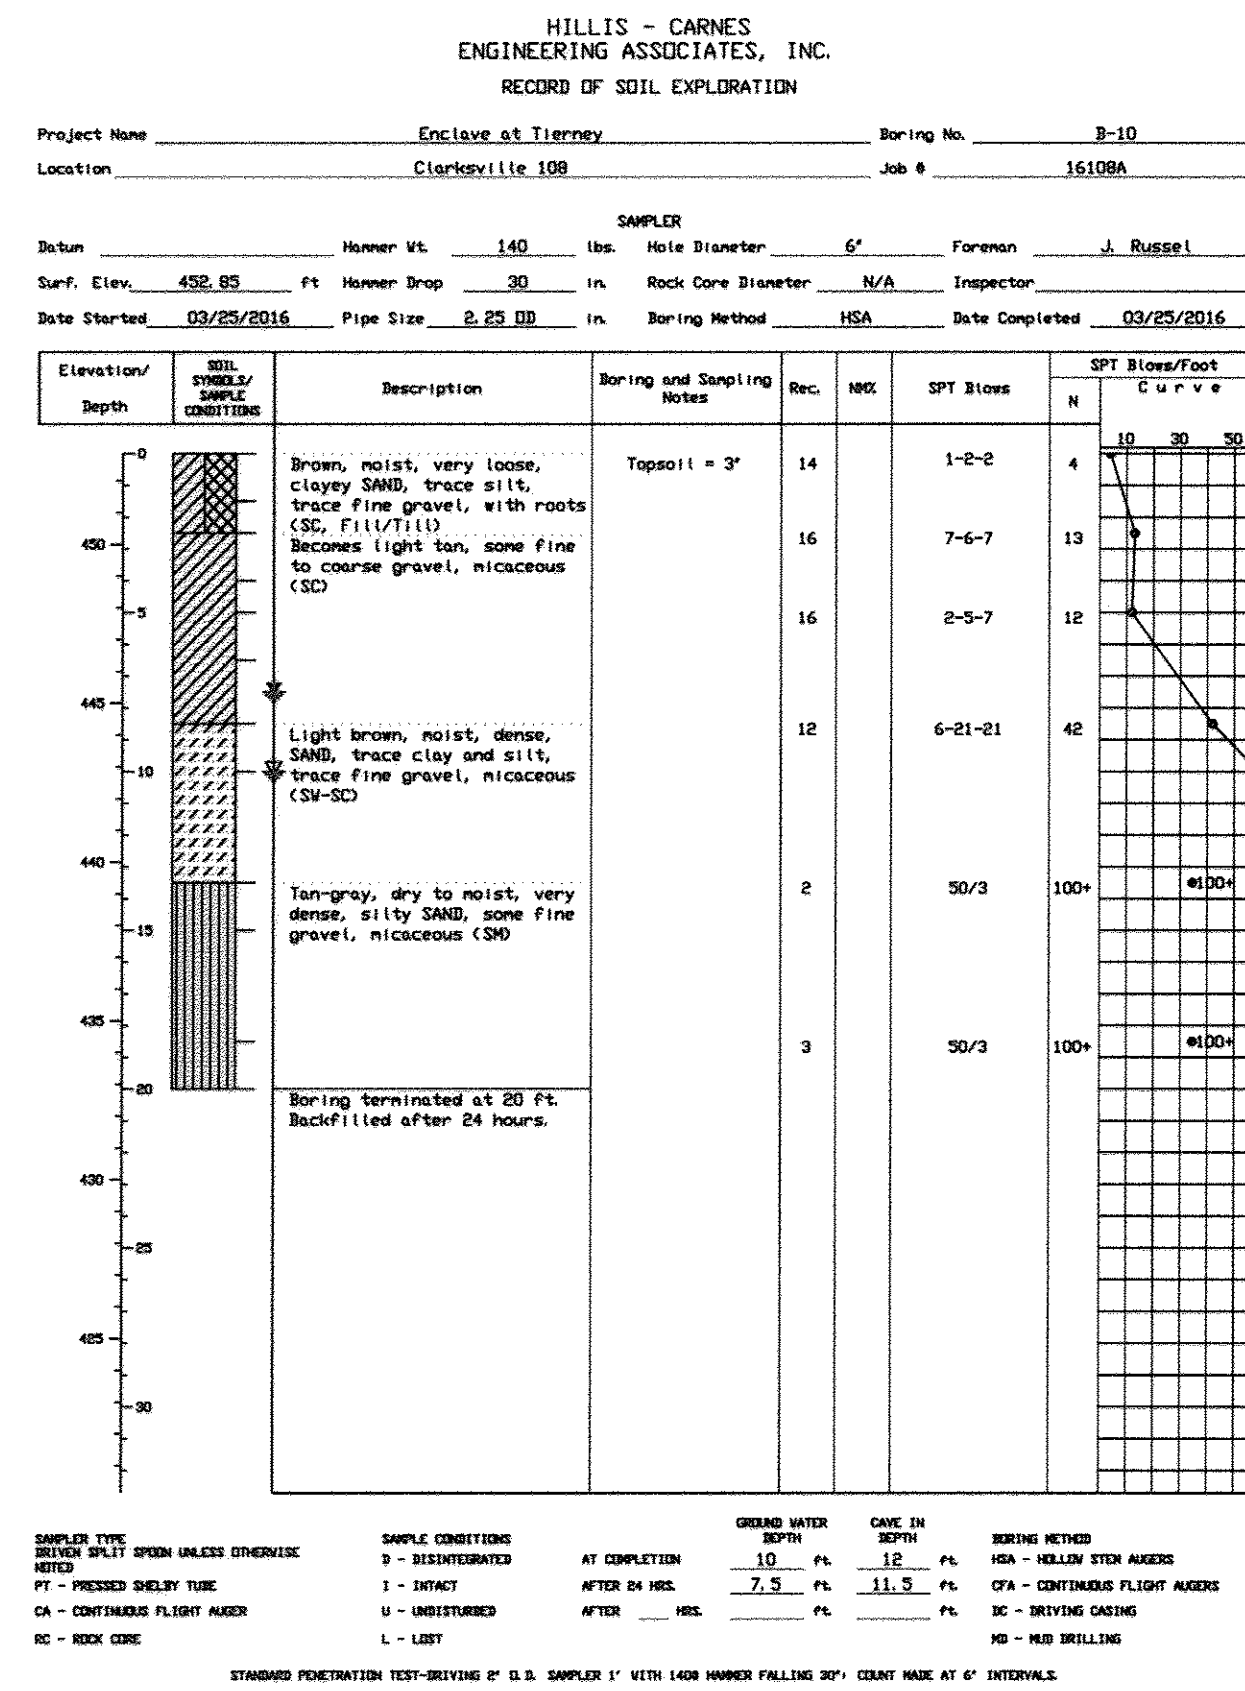 HILLIS - CARNES
ENGINEERING ASSOCIATES, INC.
RECORD OF SOIL EXPLORATION
Project Name Enclave at Tierney Boring No. B-10
Location Clarksville 108 Job # 16108A
SAMPLER
Datum Hammer Wt. 140 lbs. Hole Diameter 6" Foreman J. Russel
Surf. Elev. 452.85 ft Hammer Drop 30 in. Rock Core Diameter N/A Inspector
Date Started 03/25/2016 Pipe Size 2.25 OD in. Boring Method HSA Date Completed 03/25/2016
Elevation/
Depth
SOIL
SYMBOLS/
SAMPLE
CONDITIONS
Description
Boring and Sampling
Notes
Rec.
NM%
SPT Blows
SPT Blows/Foot
Curve
N
10 30 50
0
Brown, moist, very loose,
clayey SAND, trace silt,
trace fine gravel, with roots
(SC, Fill/Till)
Topsoil = 3" 14 1-2-2 4
450
Becomes light tan, some fine
to coarse gravel, micaceous
(SC)
16 7-6-7 13
5
16 2-5-7 12
445
Light brown, moist, dense,
SAND, trace clay and silt,
trace fine gravel, micaceous
(SW-SC)
12 6-21-21 42
10
440
Tan-gray, dry to moist, very
dense, silty SAND, some fine
gravel, micaceous (SM)
2 50/3 100+ 100+
15
435
3 50/3 100+ 100+
20
Boring terminated at 20 ft.
Backfilled after 24 hours.
430
25
425
30
SAMPLER TYPE
DRIVEN SPLIT SPOON UNLESS OTHERWISE
NOTED
PT - PRESSED SHELBY TUBE
CA - CONTINUOUS FLIGHT AUGER
RC - ROCK CORE
SAMPLE CONDITIONS
D - DISINTEGRATED
I - INTACT
U - UNDISTURBED
L - LOST
GROUND WATER
DEPTH
CAVE IN
DEPTH
AT COMPLETION 10 ft. 12 ft.
AFTER 24 HRS. 7.5 ft. 11.5 ft.
AFTER ___ HRS. ft. ft.
BORING METHOD
HSA - HOLLOW STEM AUGERS
CFA - CONTINUOUS FLIGHT AUGERS
DC - DRIVING CASING
MD - MUD DRILLING
STANDARD PENETRATION TEST-DRIVING 2" O.D. SAMPLER 1' WITH 140# HAMMER FALLING 30"; COUNT MADE AT 6" INTERVALS.